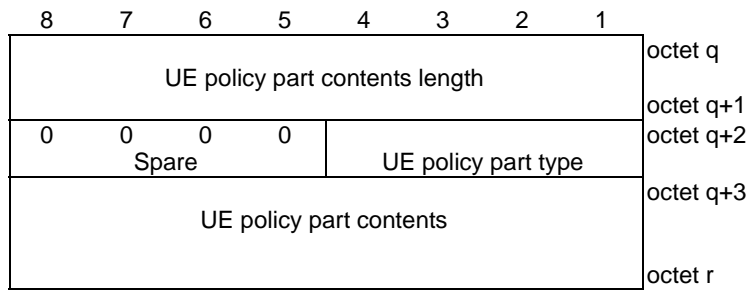 8 7 6 5 4 3 2 1
octet q
UE policy part contents length
octet q+1
0 0 0 0 octet q+2
Spare UE policy part type
octet q+3
UE policy part contents
octet r